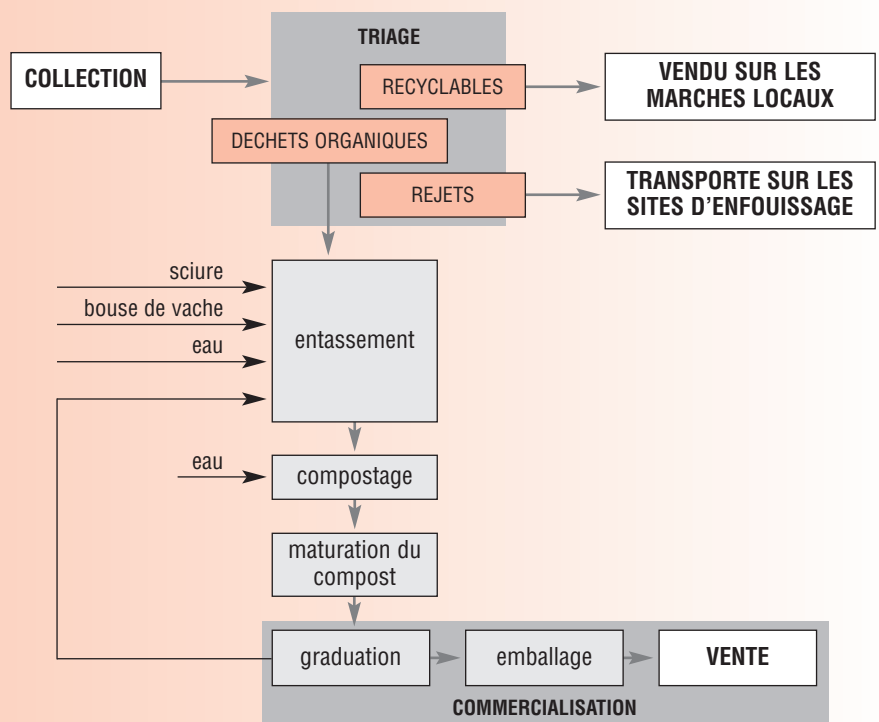 TRIAGE
COLLECTION
RECYCLABLES
VENDU SUR LES
MARCHES LOCAUX
DECHETS ORGANIQUES
REJETS
TRANSPORTE SUR LES
SITES D'ENFOUISSAGE
sciure
bouse de vache
eau
entassement
eau
compostage
maturation du
compost
graduation
emballage
VENTE
COMMERCIALISATION